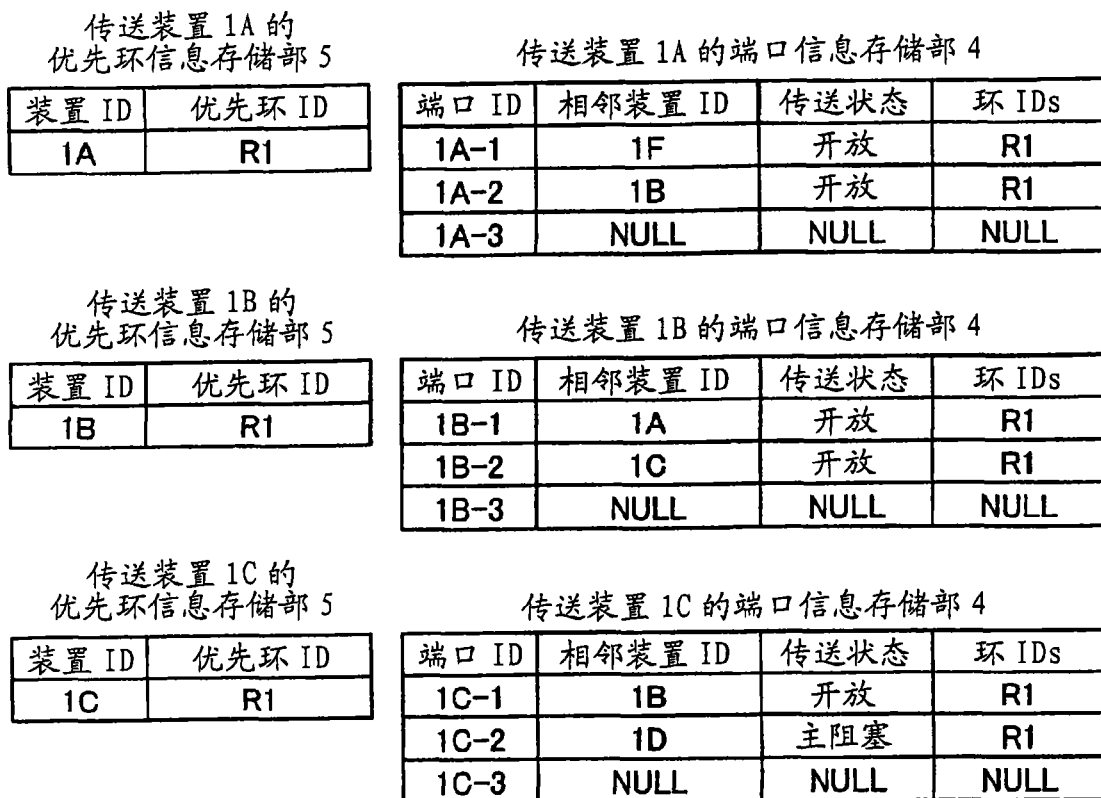 传送装置 1A 的
优先环信息存储部 5
装置 ID 优先环 ID
1A R1
传送装置 1A 的端口信息存储部 4
端口 ID 相邻装置 ID 传送状态 环 IDs
1A-1 1F 开放 R1
1A-2 1B 开放 R1
1A-3 NULL NULL NULL
传送装置 1B 的
优先环信息存储部 5
装置 ID 优先环 ID
1B R1
传送装置 1B 的端口信息存储部 4
端口 ID 相邻装置 ID 传送状态 环 IDs
1B-1 1A 开放 R1
1B-2 1C 开放 R1
1B-3 NULL NULL NULL
传送装置 1C 的
优先环信息存储部 5
装置 ID 优先环 ID
1C R1
传送装置 1C 的端口信息存储部 4
端口 ID 相邻装置 ID 传送状态 环 IDs
1C-1 1B 开放 R1
1C-2 1D 主阻塞 R1
1C-3 NULL NULL NULL